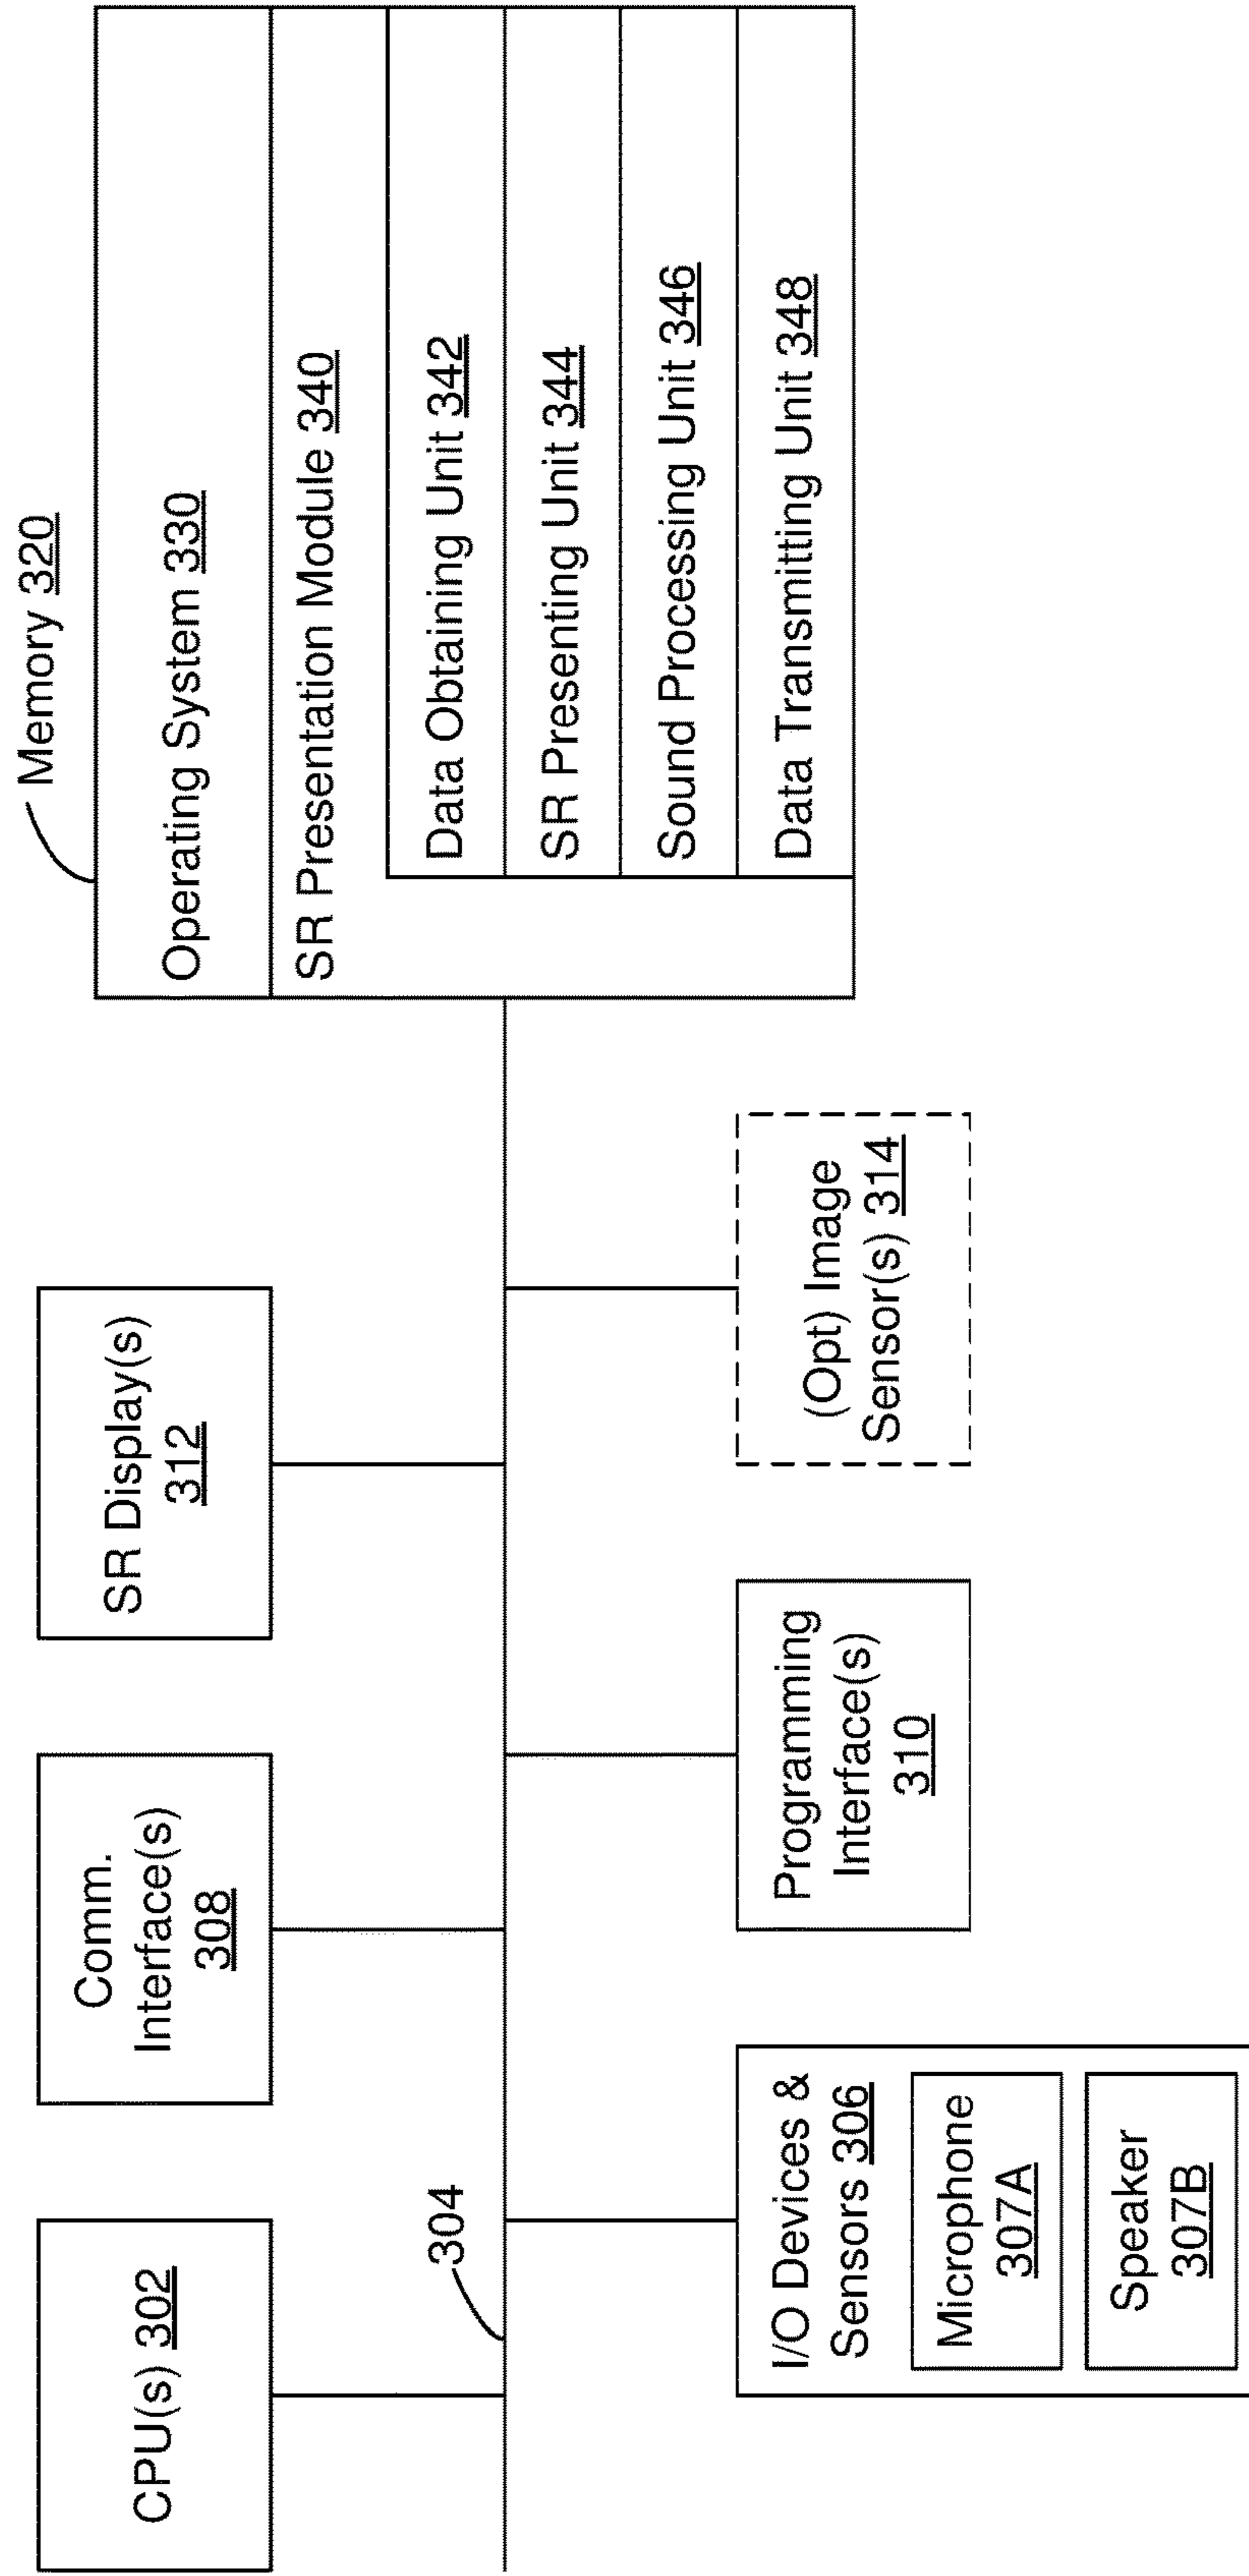 CPU(s) 302
Comm.
Interface(s)
308
SR Display(s)
312
Memory 320
Operating System 330
SR Presentation Module 340
Data Obtaining Unit 342
SR Presenting Unit 344
Sound Processing Unit 346
Data Transmitting Unit 348
304
I/O Devices &
Sensors 306
Microphone
307A
Speaker
307B
Programming
Interface(s)
310
(Opt) Image
Sensor(s) 314